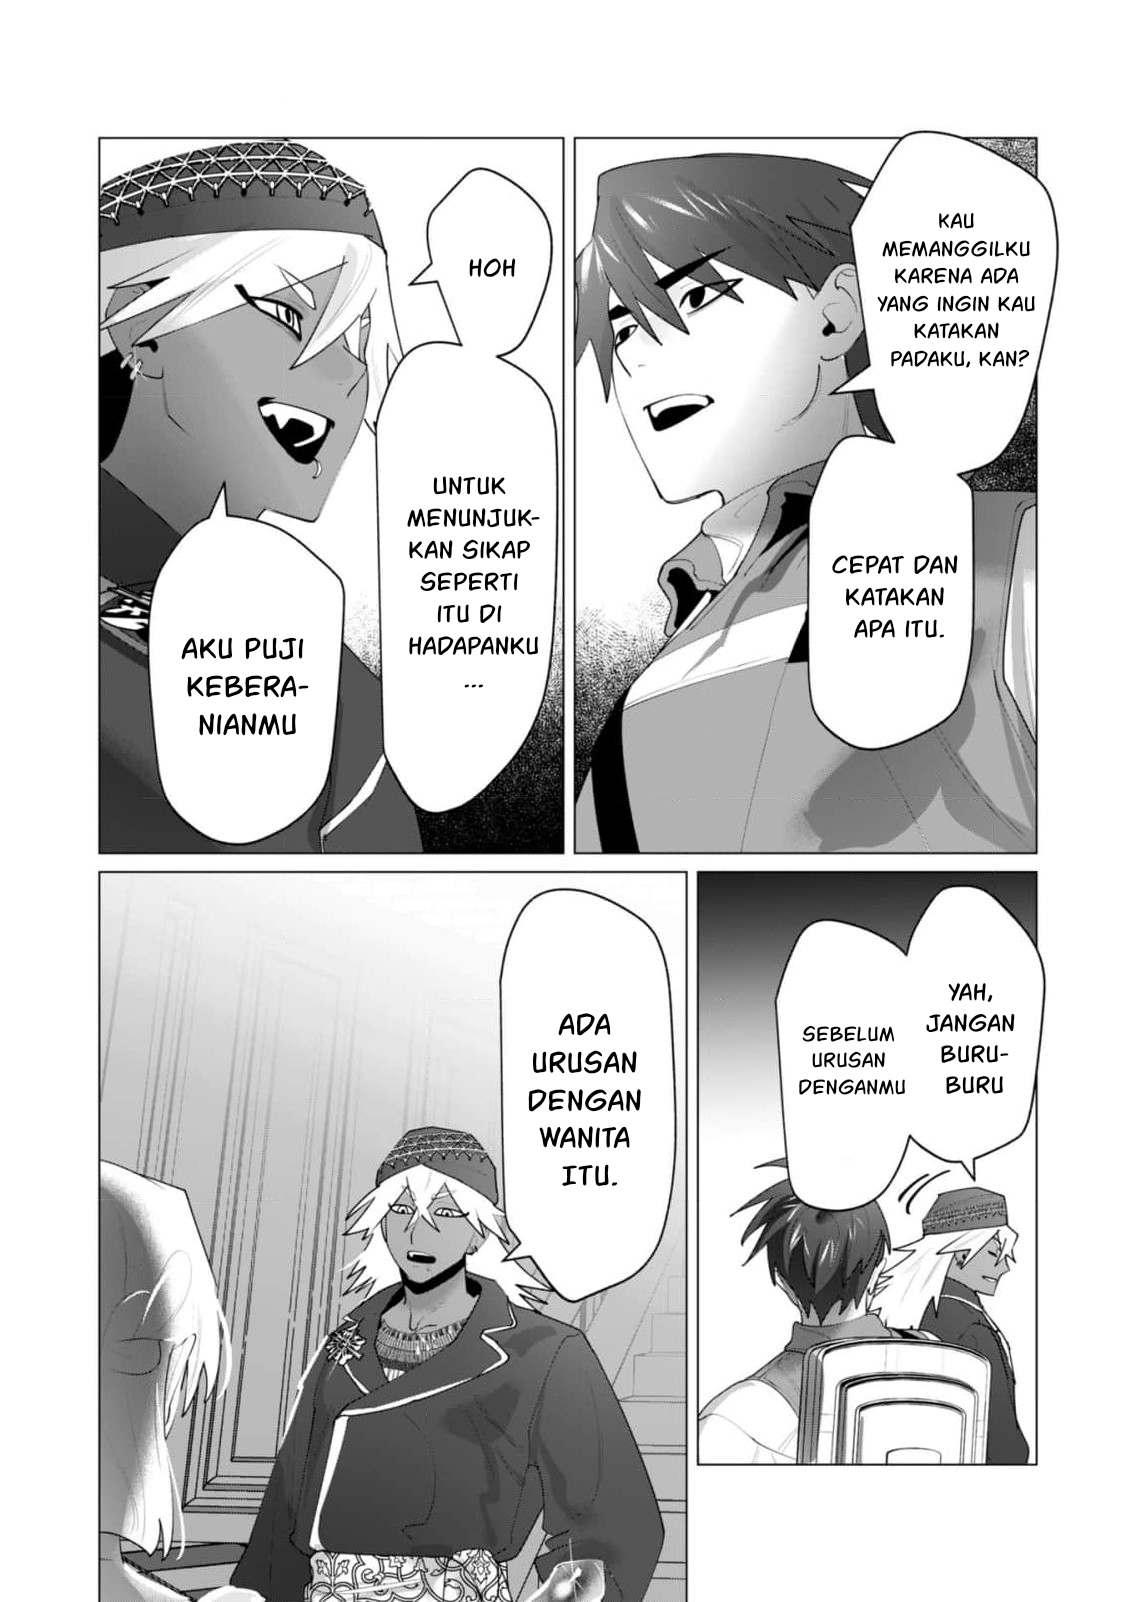 KAU
MEMANGGILKU
KARENA ADA
YANG INGIN KAU
KATAKAN
PADAKU, KAN?
CEPAT DAN
KATAKAN
APA ITU.
HOH
UNTUK
MENUNJUK-
KAN SIKAP
SEPERTI
ITU DI
HADAPANKU
...
AKU PUJI
KEBERA-
NIANMU
YAH,
JANGAN
BURU-
BURU
SEBELUM
URUSAN
DENGANMU
ADA
URUSAN
DENGAN
WANITA
ITU.